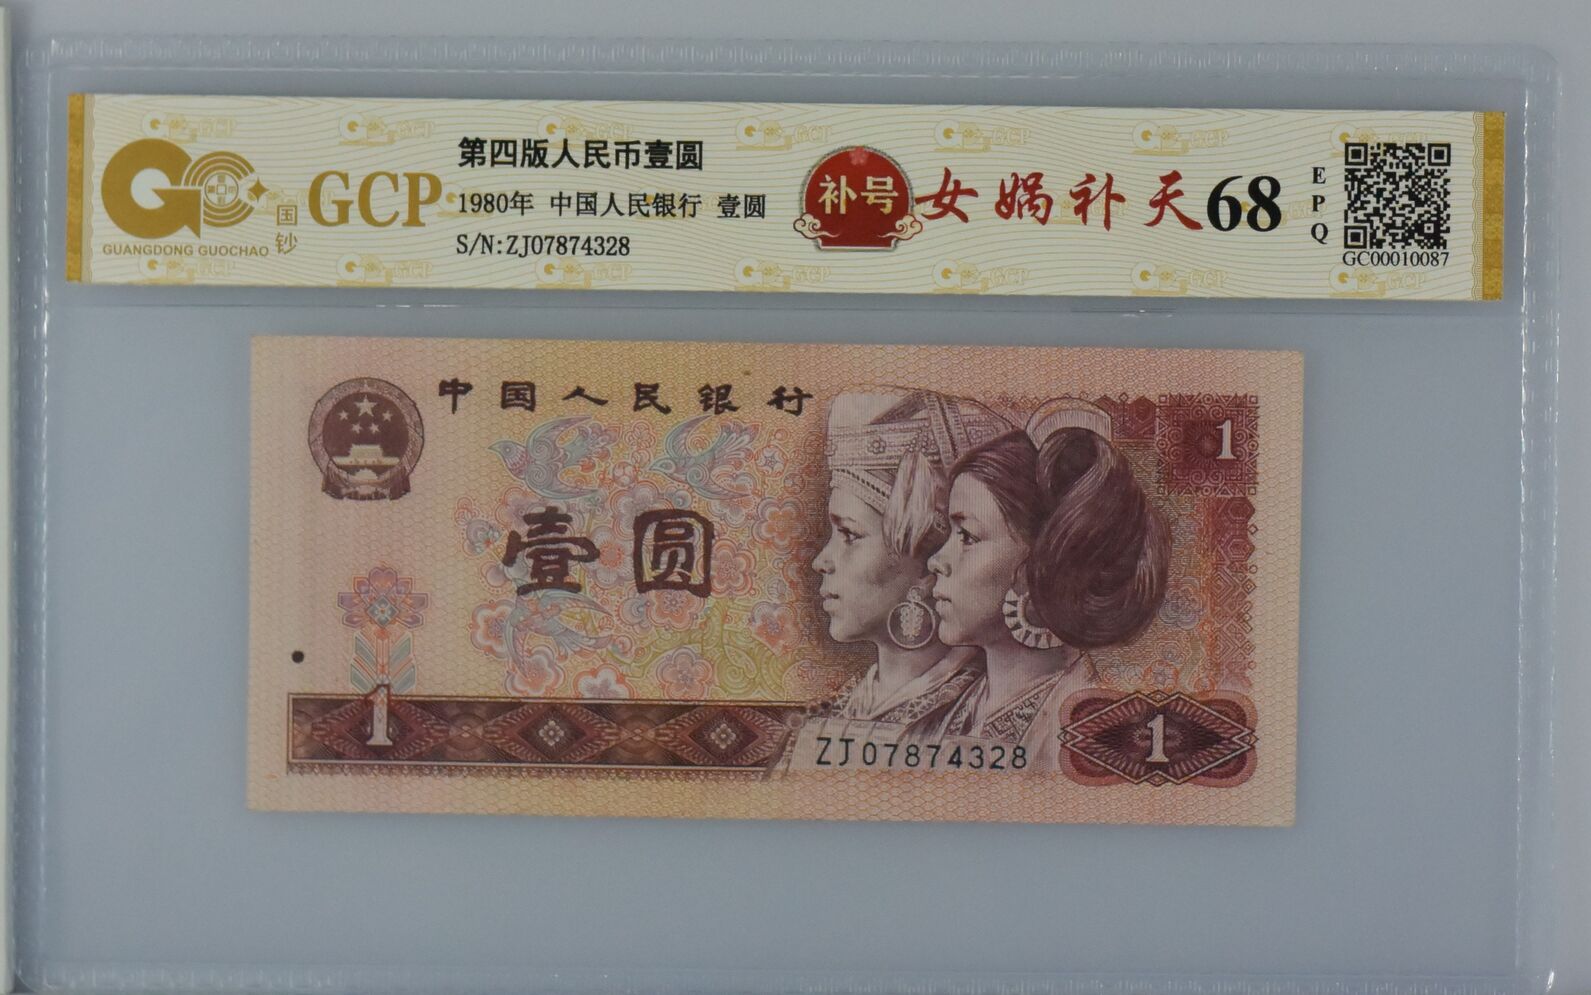 GCP
GUANGDONG GUOCHAO
国钞
第四版人民币壹圆
1980年 中国人民银行 壹圆
S/N:ZJ07874328
补号
女娲补天
68
EPQ
GC00010087
中国人民银行
壹圆
1
1
ZJ07874328
1